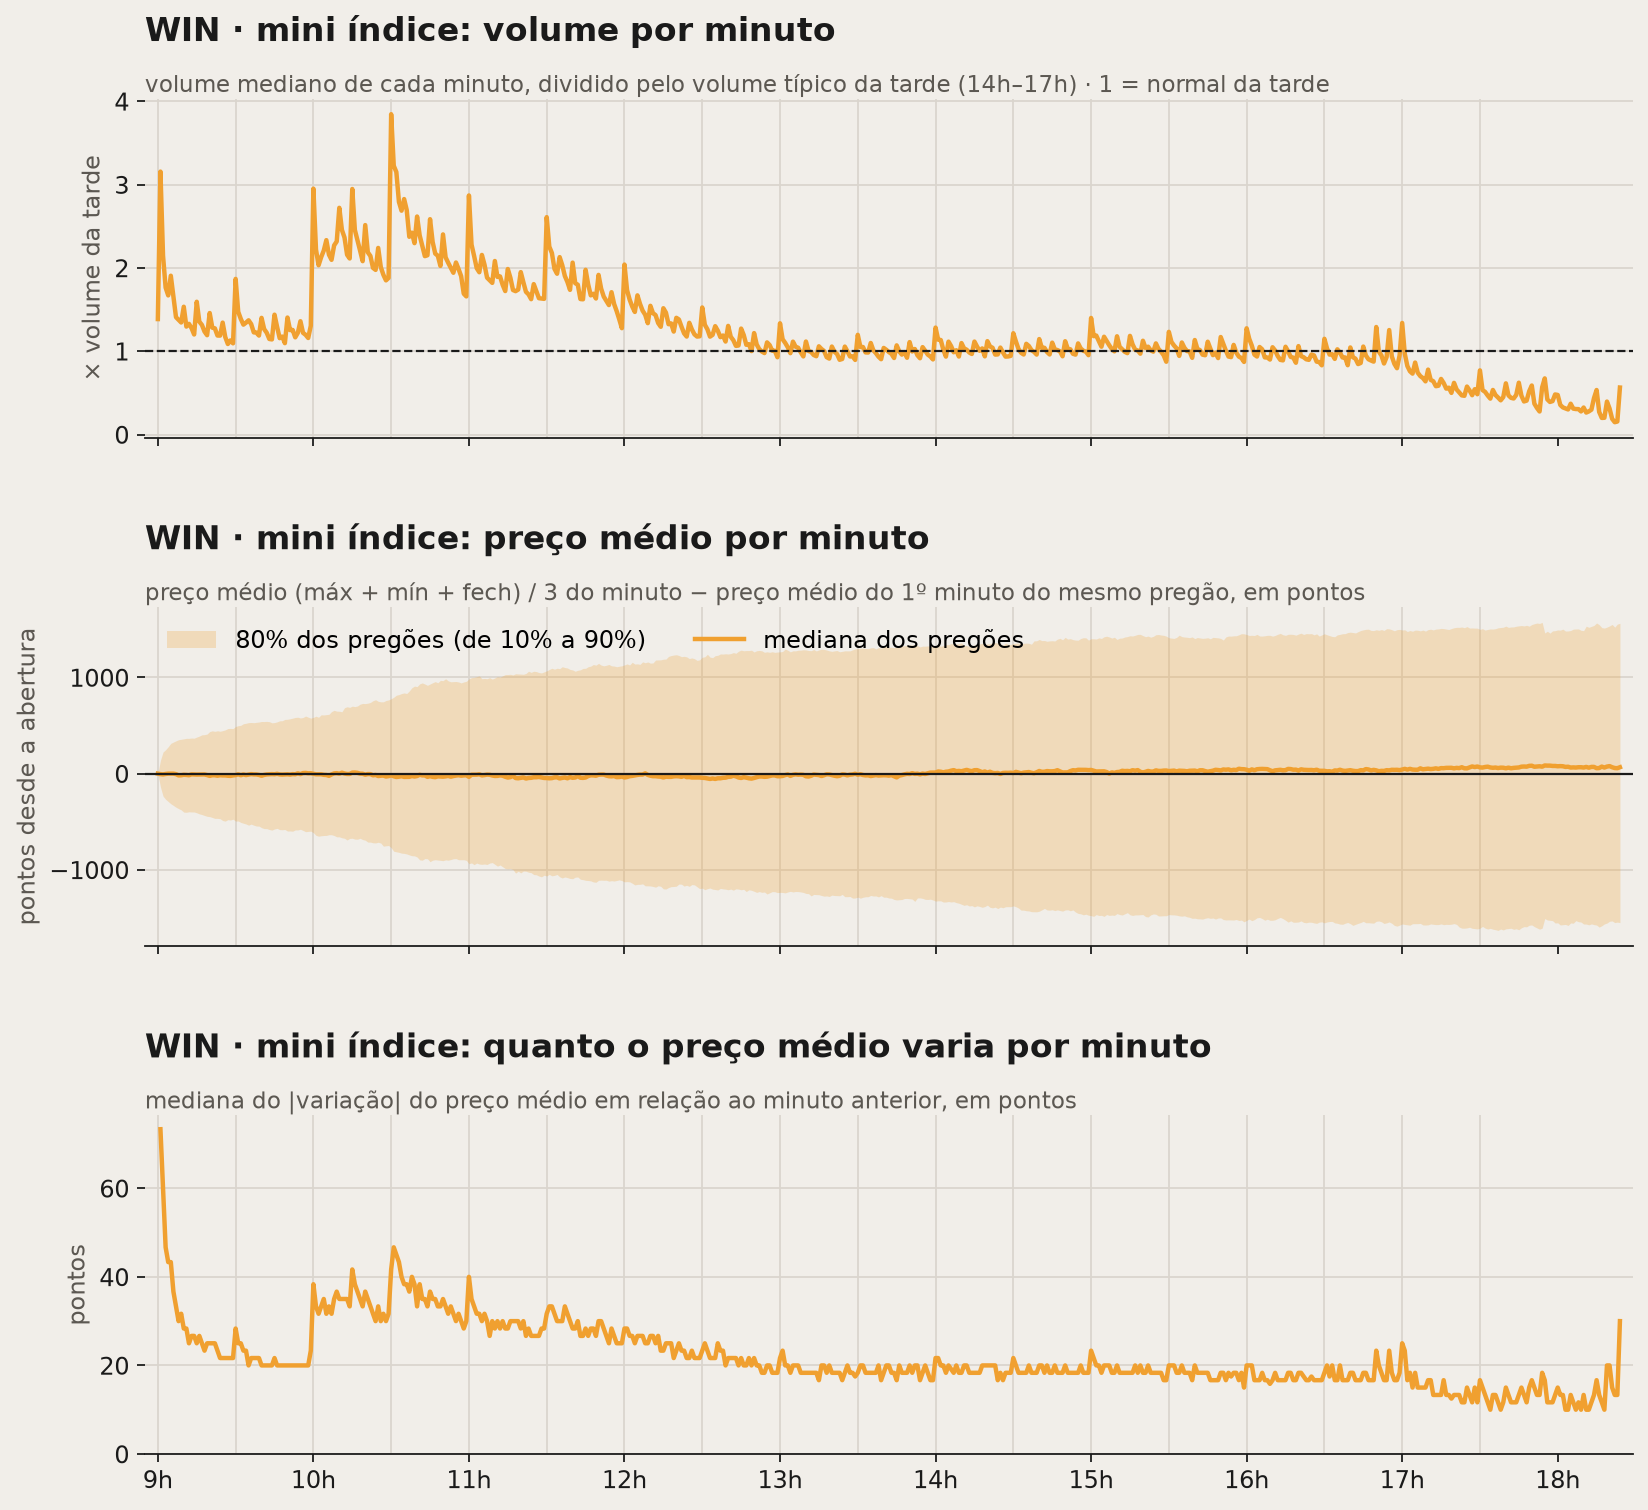 WIN · mini índice: volume por minuto
volume mediano de cada minuto, dividido pelo volume típico da tarde (14h–17h) · 1 = normal da tarde
× volume da tarde
4
3
2
1
0
WIN · mini índice: preço médio por minuto
preço médio (máx + mín + fech) / 3 do minuto − preço médio do 1º minuto do mesmo pregão, em pontos
80% dos pregões (de 10% a 90%)
mediana dos pregões
pontos desde a abertura
1000
0
−1000
WIN · mini índice: quanto o preço médio varia por minuto
mediana do |variação| do preço médio em relação ao minuto anterior, em pontos
pontos
60
40
20
0
9h 10h 11h 12h 13h 14h 15h 16h 17h 18h